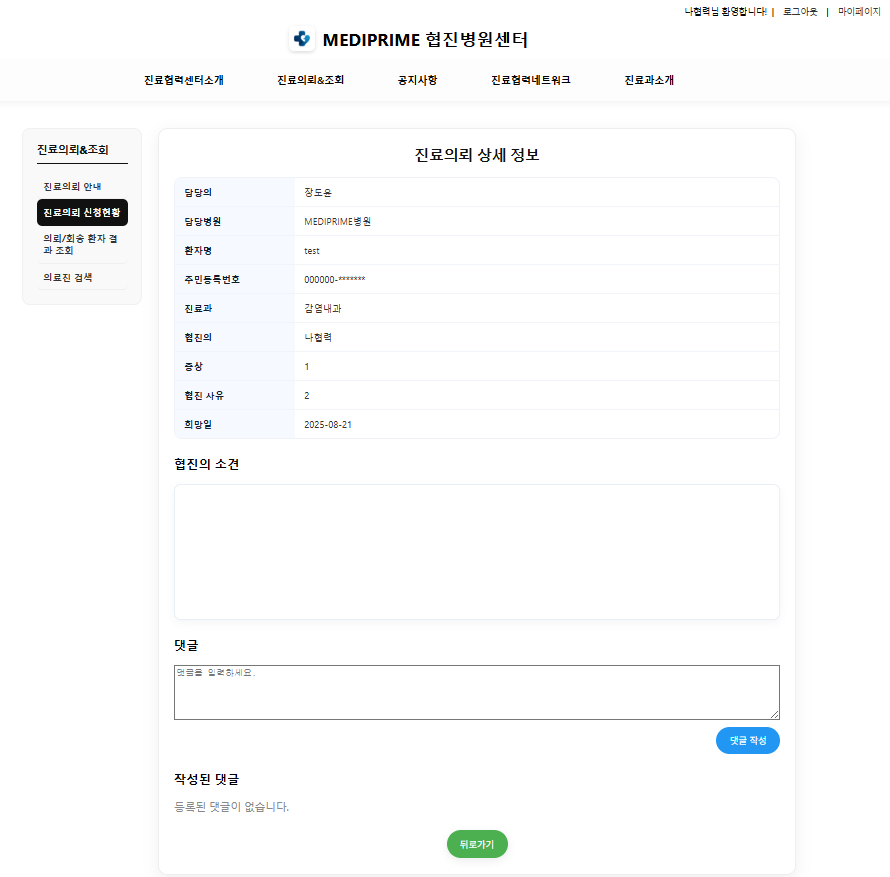 나협력님 환영합니다! | 로그아웃 | 마이페이지
MEDIPRIME 협진병원센터
진료협력센터소개 진료의뢰&조회 공지사항 진료협력네트워크 진료과소개
진료의뢰&조회
진료의뢰 안내
진료의뢰 신청현황
의뢰/회송 환자 결
과 조회
의료진 검색
진료의뢰 상세 정보
담당의 장도윤
담당병원 MEDIPRIME병원
환자명 test
주민등록번호 000000-*******
진료과 감염내과
협진의 나협력
증상 1
협진 사유 2
희망일 2025-08-21
협진의 소견
댓글
댓글을 입력하세요.
댓글 작성
작성된 댓글
등록된 댓글이 없습니다.
뒤로가기